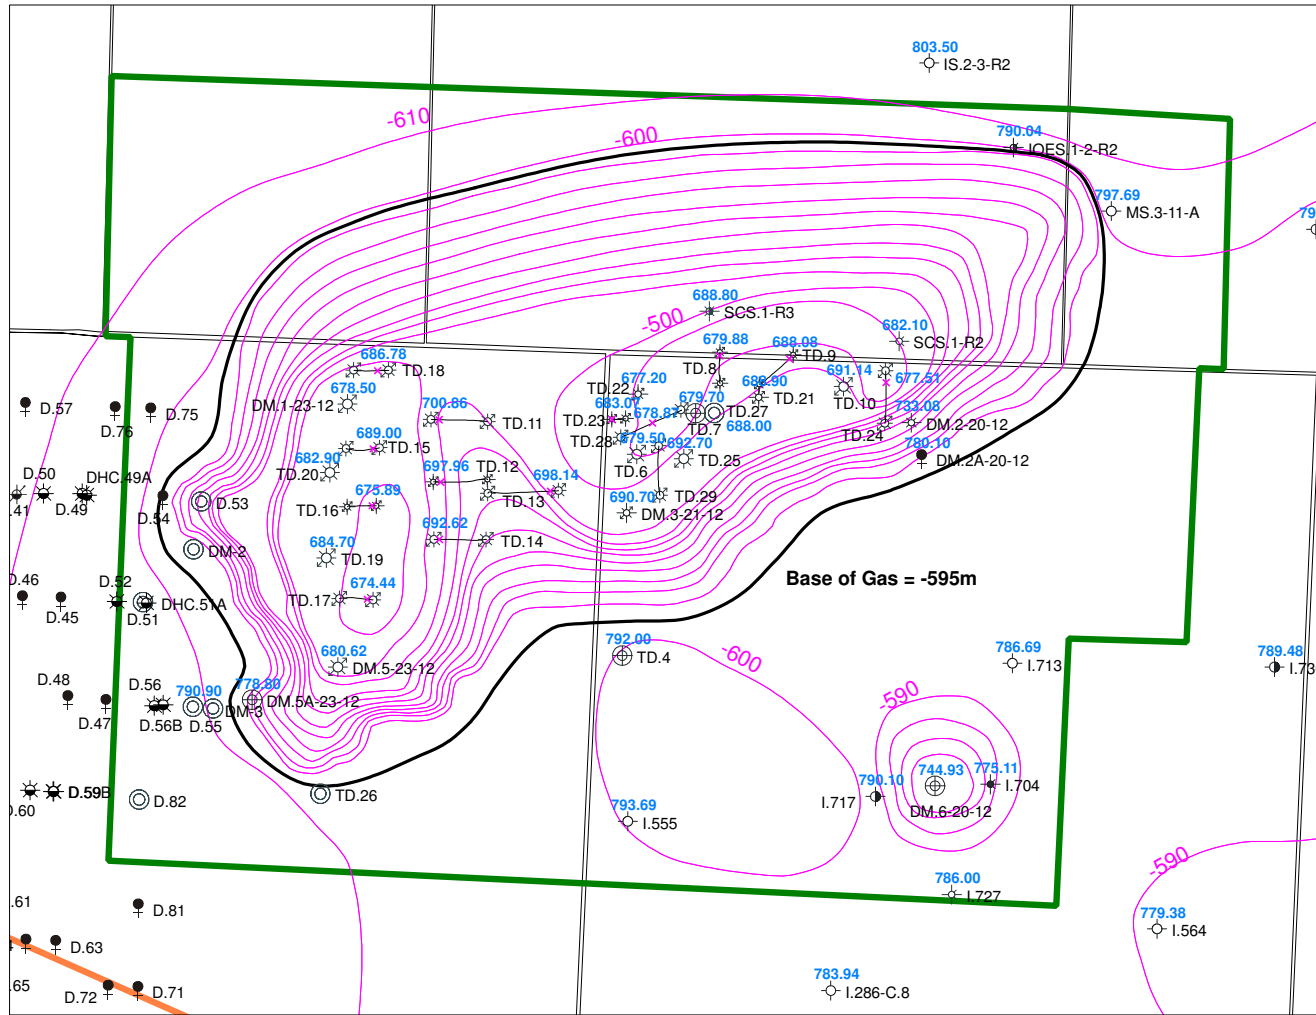 803.50
IS.2-3-R2
-610
-600
790.04
IOES.1-2-R2
797.69
MS.3-11-A
79
688.80
SCS.1-R3
-500
682.10
SCS.1-R2
679.88
688.08
TD.9
686.78
TD.18
TD.8
677.51
678.50
DM.1-23-12
677.20
TD.22
686.90
TD.21
691.14
TD.10
D.57
D.76
D.75
700.86
TD.11
683.07
TD.23
678.87
679.70
TD.27
TD.7
688.00
733.08
DM.2-20-12
TD.24
TD.28
689.00
TD.15
679.50
TD.6
692.70
TD.25
780.10
DM.2A-20-12
682.90
TD.20
697.96
TD.12
698.14
TD.13
D.50
DHC.49A
.41
D.49
D.54
D.53
675.89
TD.16
690.70
TD.29
DM.3-21-12
692.62
TD.14
DM-2
684.70
TD.19
D.46
D.52
674.44
Base of Gas = -595m
D.45
D.51
DHC.51A
TD.17
792.00
TD.4
-600
680.62
DM.5-23-12
786.69
I.713
789.48
I.73
D.48
D.56
790.90
778.80
DM.5A-23-12
-590
D.47
D.56B
D.55
DM-3
744.93
775.11
I.704
790.10
I.717
DM.6-20-12
D.59B
.60
D.82
TD.26
793.69
I.555
-590
786.00
I.727
.61
D.81
779.38
I.564
D.63
.65
D.72
D.71
783.94
I.286-C.8